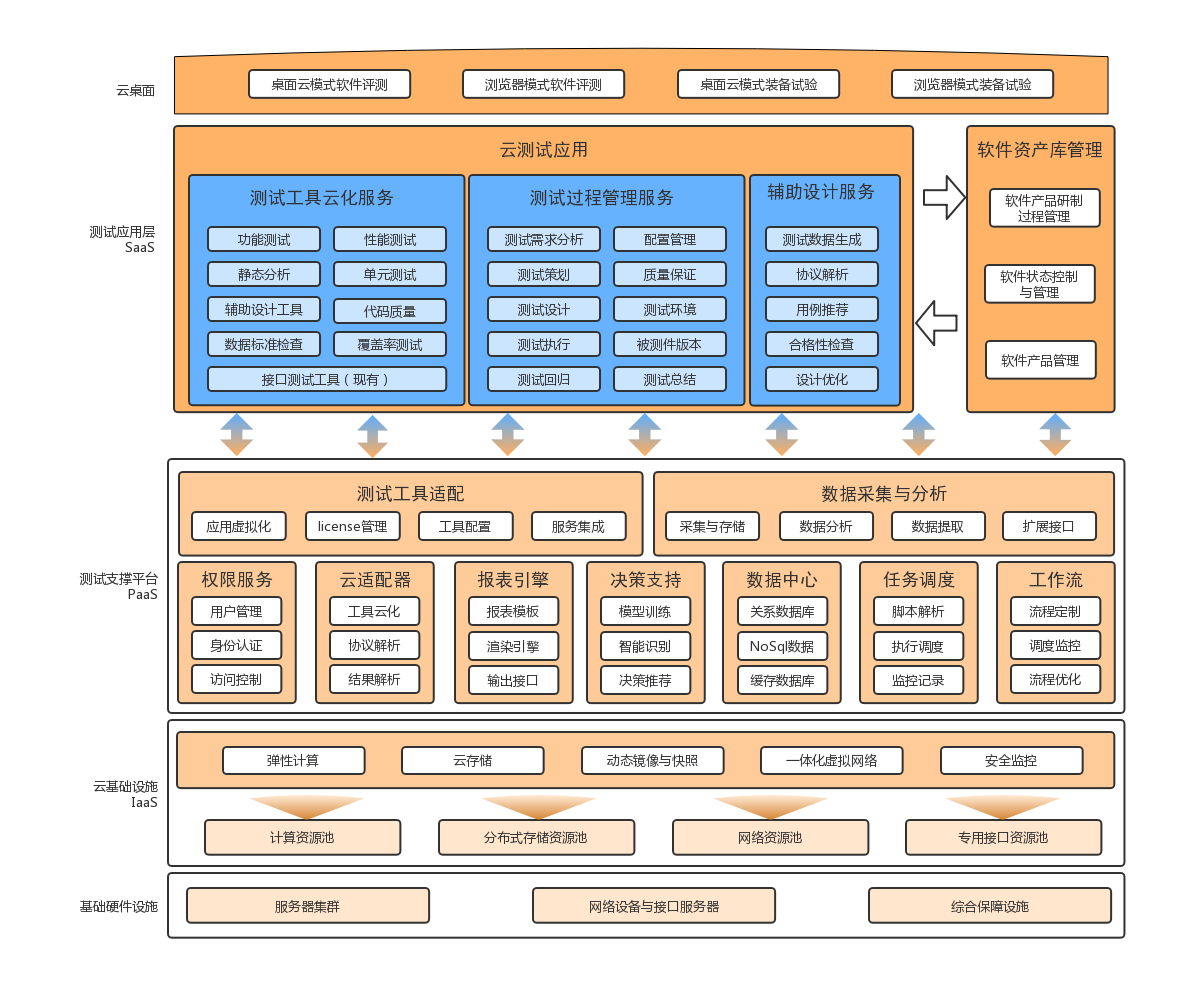 云桌面
桌面云模式软件评测
浏览器模式软件评测
桌面云模式装备试验
浏览器模式装备试验
测试应用层
SaaS
云测试应用
测试工具云化服务
功能测试
性能测试
静态分析
单元测试
辅助设计工具
代码质量
数据标准检查
覆盖率测试
接口测试工具（现有）
测试过程管理服务
测试需求分析
配置管理
测试策划
质量保证
测试设计
测试环境
测试执行
被测件版本
测试回归
测试总结
辅助设计服务
测试数据生成
协议解析
用例推荐
合格性检查
设计优化
软件资产库管理
软件产品研制
过程管理
软件状态控制
与管理
软件产品管理
测试支撑平台
PaaS
测试工具适配
应用虚拟化
license管理
工具配置
服务集成
数据采集与分析
采集与存储
数据分析
数据提取
扩展接口
权限服务
用户管理
身份认证
访问控制
云适配器
工具云化
协议解析
结果解析
报表引擎
报表模板
渲染引擎
输出接口
决策支持
模型训练
智能识别
决策推荐
数据中心
关系数据库
NoSql数据
缓存数据库
任务调度
脚本解析
执行调度
监控记录
工作流
流程定制
调度监控
流程优化
云基础设施
IaaS
弹性计算
云存储
动态镜像与快照
一体化虚拟网络
安全监控
计算资源池
分布式存储资源池
网络资源池
专用接口资源池
基础硬件设施
服务器集群
网络设备与接口服务器
综合保障设施